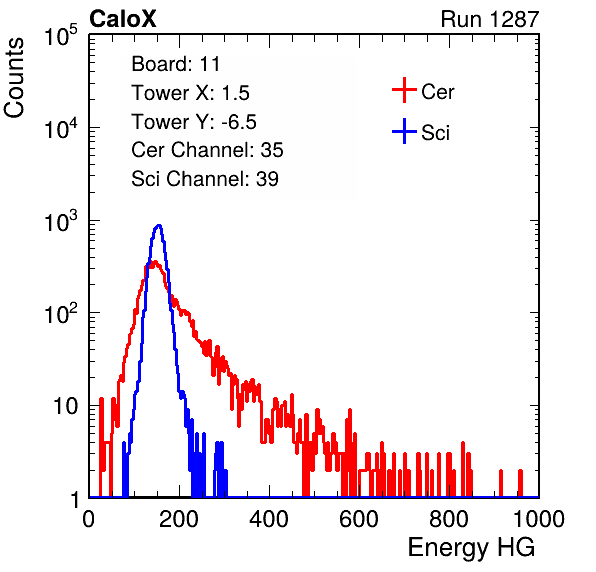 CaloX Run 1287
Counts
Board: 11
Tower X: 1.5
Tower Y: -6.5
Cer Channel: 35
Sci Channel: 39
Cer
Sci
10^5
10^4
10^3
10^2
10
1
0 200 400 600 800 1000
Energy HG